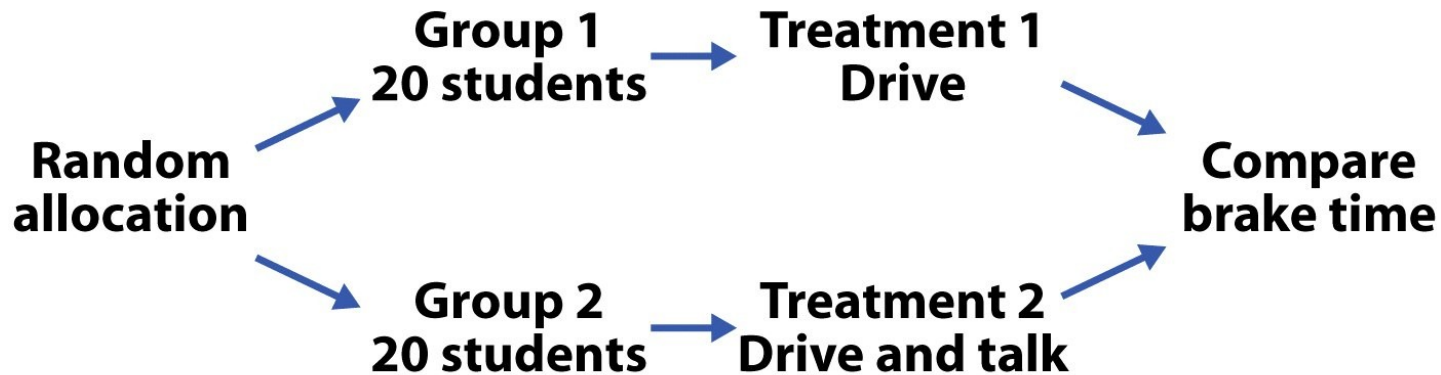 Random
allocation
Group 1
20 students
Treatment 1
Drive
Group 2
20 students
Treatment 2
Drive and talk
Compare
brake time